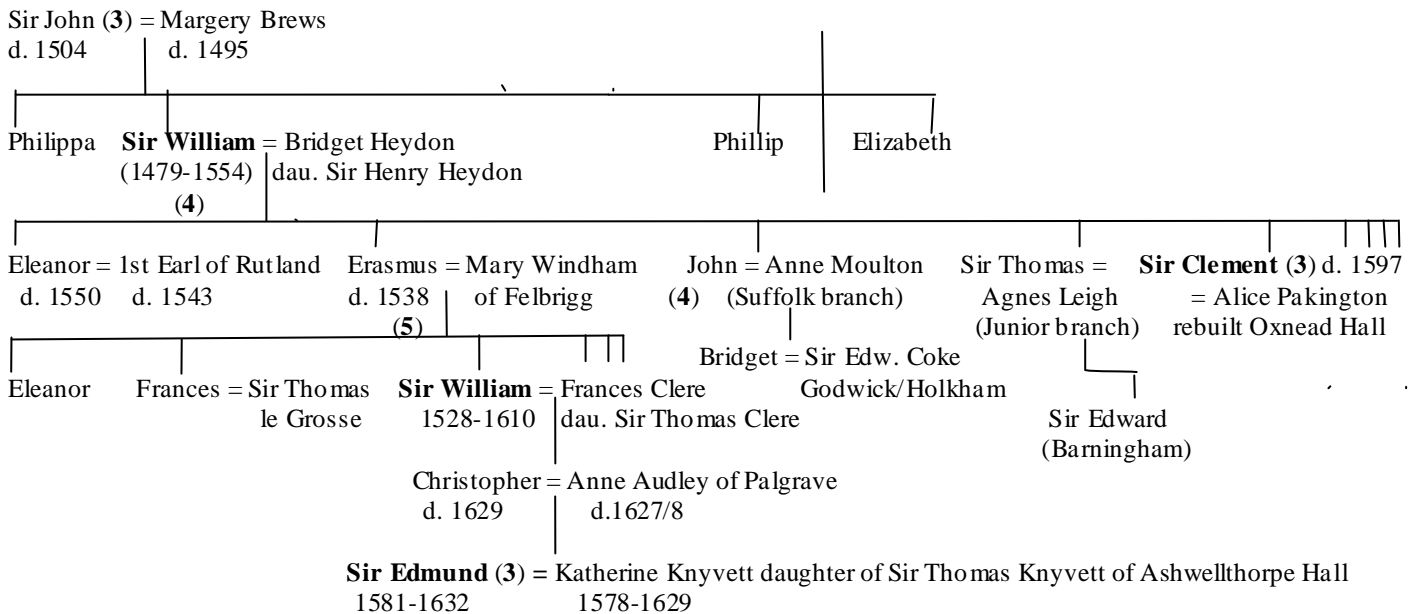 Sir John (3) = Margery Brews
d. 1504 d. 1495
Philippa Sir William = Bridget Heydon Phillip Elizabeth
(1479-1554) dau. Sir Henry Heydon
(4)
Eleanor = 1st Earl of Rutland Erasmus = Mary Windham John = Anne Moulton Sir Thomas = Sir Clement (3) d. 1597
d. 1550 d. 1543 d. 1538 of Felbrigg (4) (Suffolk branch) Agnes Leigh = Alice Pakington
(5) (Junior branch) rebuilt Oxnead Hall
Bridget = Sir Edw. Coke
Eleanor Frances = Sir Thomas Sir William = Frances Clere Godwick/Holkham
le Grosse 1528-1610 dau. Sir Thomas Clere Sir Edward
(Barningham)
Christopher = Anne Audley of Palgrave
d. 1629 d.1627/8
Sir Edmund (3) = Katherine Knyvett daughter of Sir Thomas Knyvett of Ashwellthorpe Hall
1581-1632 1578-1629